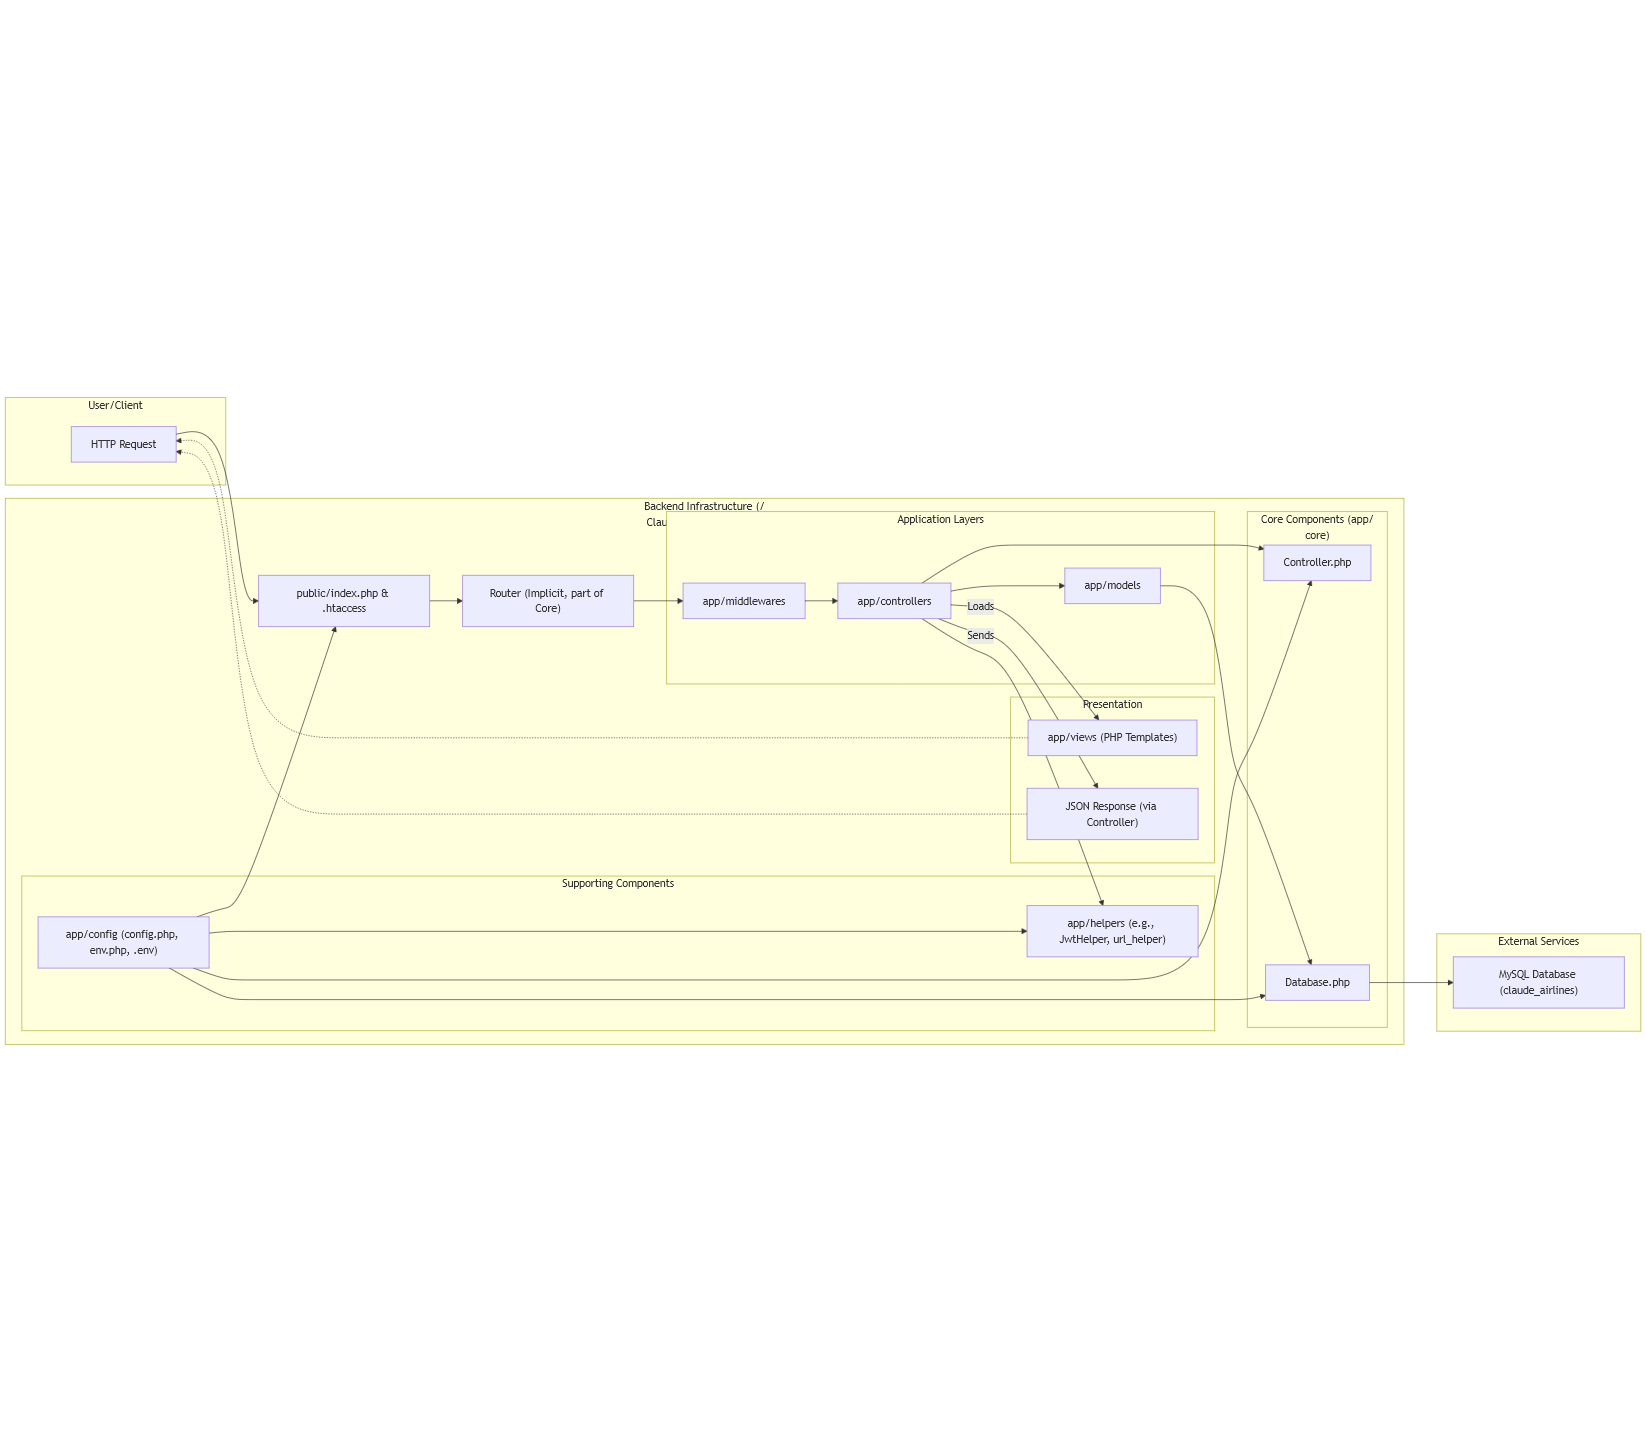 User/Client
HTTP Request
Backend Infrastructure (/
Clau
Application Layers
Core Components (app/
core)
Controller.php
public/index.php &
.htaccess
Router (Implicit, part of
Core)
app/middlewares
app/controllers
app/models
Loads
Sends
Presentation
app/views (PHP Templates)
JSON Response (via
Controller)
Supporting Components
app/config (config.php,
env.php, .env)
app/helpers (e.g.,
JwtHelper, url_helper)
Database.php
External Services
MySQL Database
(claude_airlines)